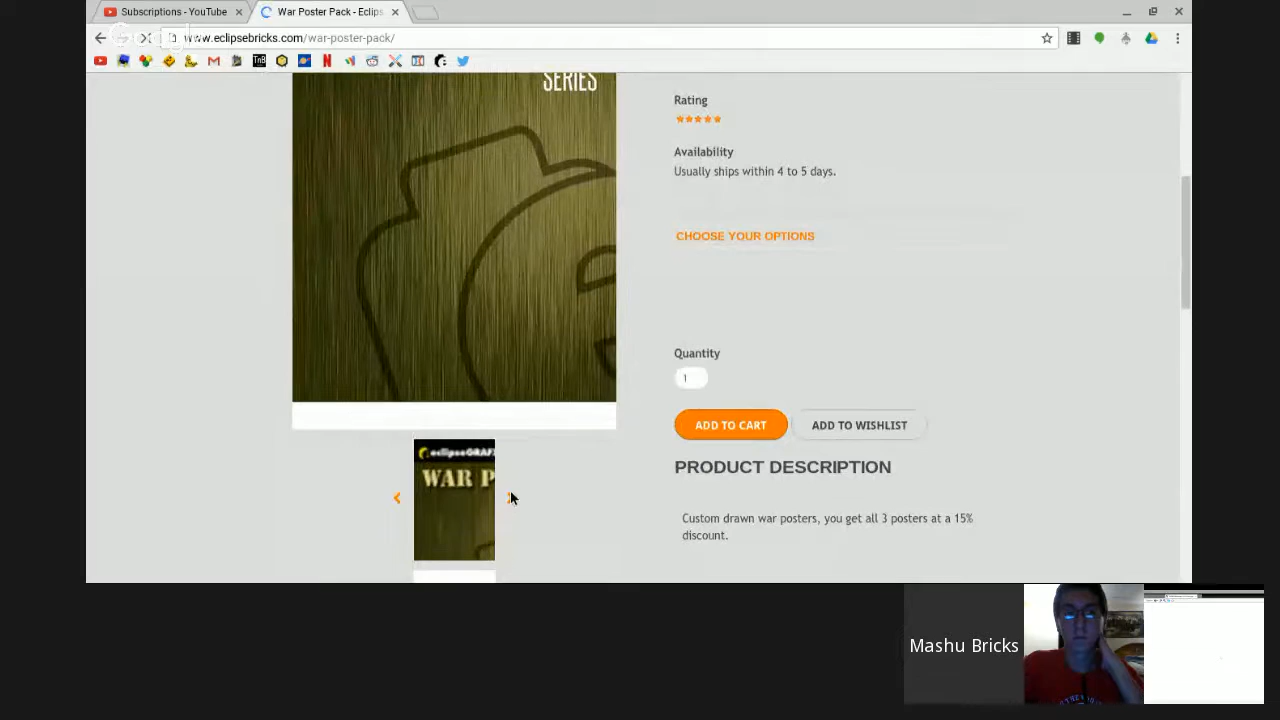 Subscriptions - YouTube
War Poster Pack - Eclips
www.eclipsebricks.com/war-poster-pack/
SERIES
Rating
Availability
Usually ships within 4 to 5 days.
CHOOSE YOUR OPTIONS
Quantity
1
ADD TO CART
ADD TO WISHLIST
PRODUCT DESCRIPTION
eclipseGRAF
WAR P
Custom drawn war posters, you get all 3 posters at a 15%
discount.
Mashu Bricks